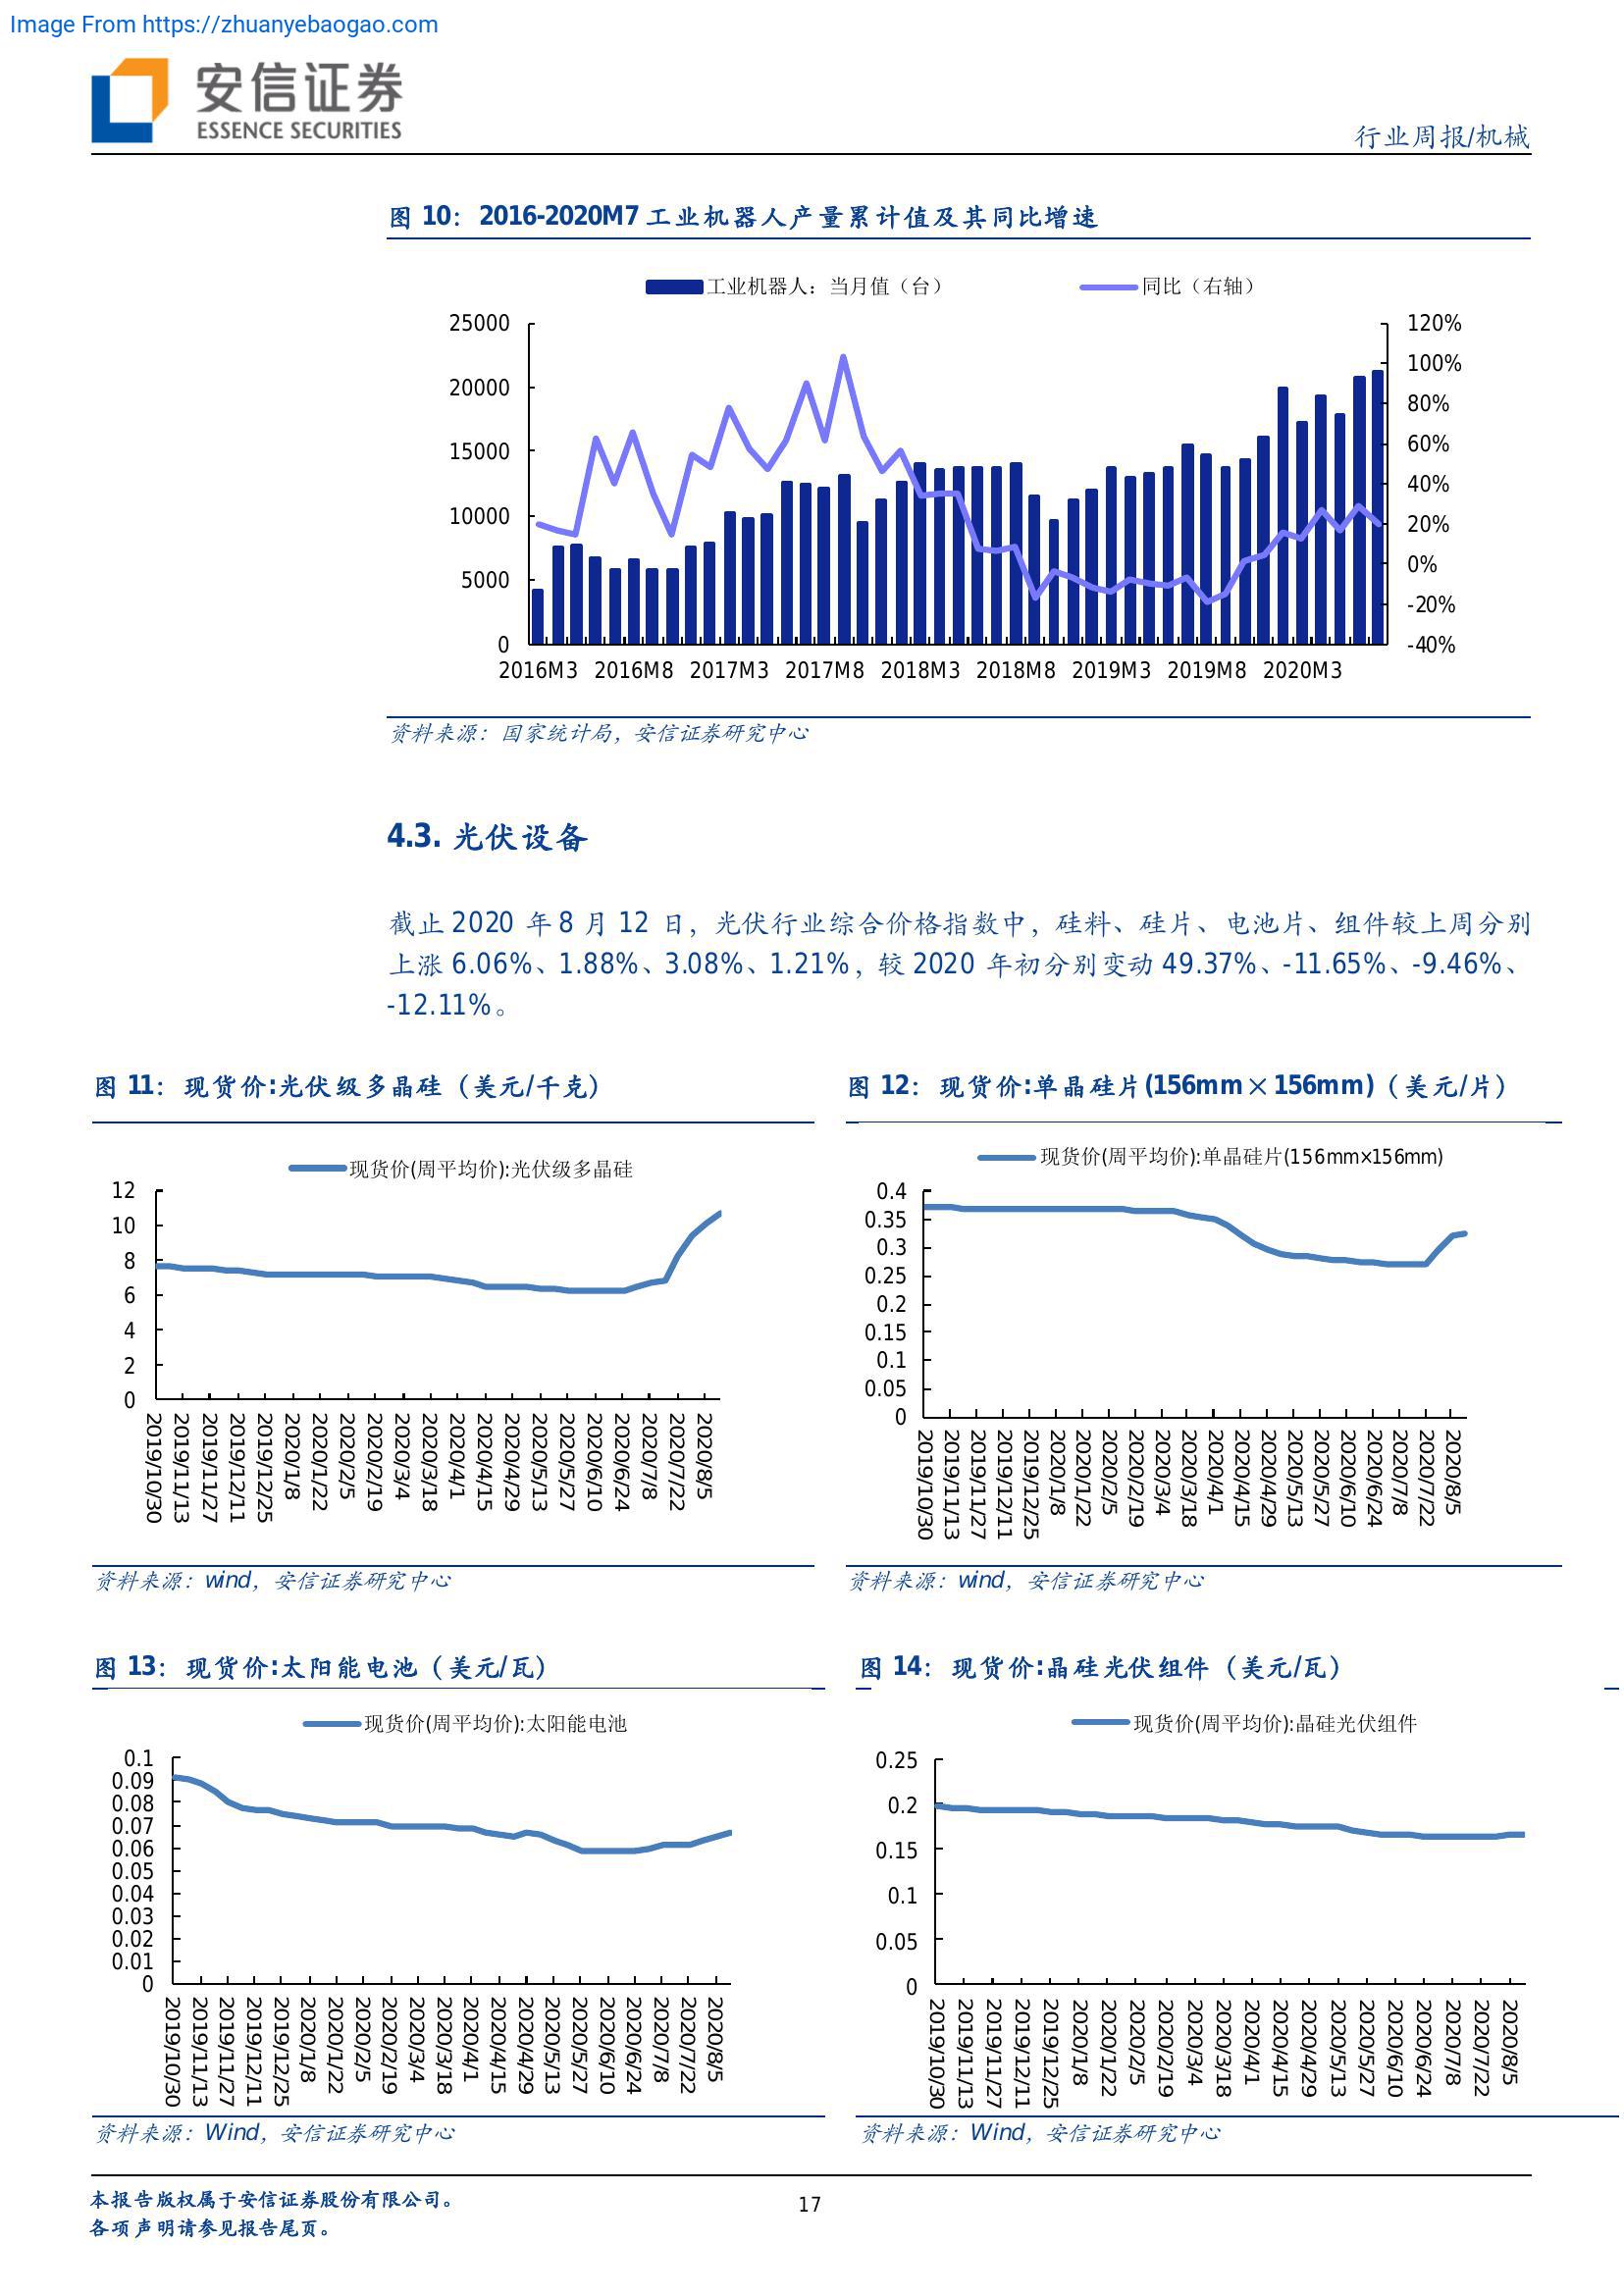 Image From https://zhuanyebaogao.com
安信证券
ESSENCE SECURITIES
行业周报/机械
图 10：2016-2020M7 工业机器人产量累计值及其同比增速
工业机器人：当月值（台） 同比（右轴）
25000
20000
15000
10000
5000
0
120%
100%
80%
60%
40%
20%
0%
-20%
-40%
2016M3 2016M8 2017M3 2017M8 2018M3 2018M8 2019M3 2019M8 2020M3
资料来源：国家统计局，安信证券研究中心
4.3. 光伏设备
截止 2020 年 8 月 12 日，光伏行业综合价格指数中，硅料、硅片、电池片、组件较上周分别
上涨 6.06%、1.88%、3.08%、1.21%，较 2020 年初分别变动 49.37%、-11.65%、-9.46%、
-12.11%。
图 11：现货价:光伏级多晶硅（美元/千克）
现货价(周平均价):光伏级多晶硅
12
10
8
6
4
2
0
2019/10/30 2019/11/13 2019/11/27 2019/12/11 2019/12/25 2020/1/8 2020/1/22 2020/2/5 2020/2/19 2020/3/4 2020/3/18 2020/4/1 2020/4/15 2020/4/29 2020/5/13 2020/5/27 2020/6/10 2020/6/24 2020/7/8 2020/7/22 2020/8/5
资料来源：wind，安信证券研究中心
图 12：现货价:单晶硅片(156mm×156mm)（美元/片）
现货价(周平均价):单晶硅片(156mm×156mm)
0.4
0.35
0.3
0.25
0.2
0.15
0.1
0.05
0
2019/10/30 2019/11/13 2019/11/27 2019/12/11 2019/12/25 2020/1/8 2020/1/22 2020/2/5 2020/2/19 2020/3/4 2020/3/18 2020/4/1 2020/4/15 2020/4/29 2020/5/13 2020/5/27 2020/6/10 2020/6/24 2020/7/8 2020/7/22 2020/8/5
资料来源：wind，安信证券研究中心
图 13：现货价:太阳能电池（美元/瓦）
现货价(周平均价):太阳能电池
0.1
0.09
0.08
0.07
0.06
0.05
0.04
0.03
0.02
0.01
0
2019/10/30 2019/11/13 2019/11/27 2019/12/11 2019/12/25 2020/1/8 2020/1/22 2020/2/5 2020/2/19 2020/3/4 2020/3/18 2020/4/1 2020/4/15 2020/4/29 2020/5/13 2020/5/27 2020/6/10 2020/6/24 2020/7/8 2020/7/22 2020/8/5
资料来源：Wind，安信证券研究中心
图 14：现货价:晶硅光伏组件（美元/瓦）
现货价(周平均价):晶硅光伏组件
0.25
0.2
0.15
0.1
0.05
0
2019/10/30 2019/11/13 2019/11/27 2019/12/11 2019/12/25 2020/1/8 2020/1/22 2020/2/5 2020/2/19 2020/3/4 2020/3/18 2020/4/1 2020/4/15 2020/4/29 2020/5/13 2020/5/27 2020/6/10 2020/6/24 2020/7/8 2020/7/22 2020/8/5
资料来源：Wind，安信证券研究中心
本报告版权属于安信证券股份有限公司。
各项声明请参见报告尾页。
17